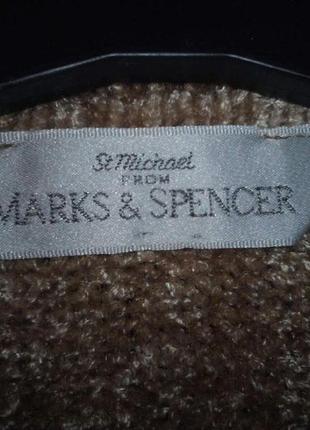 St Michael
FROM
MARKS & SPENCER